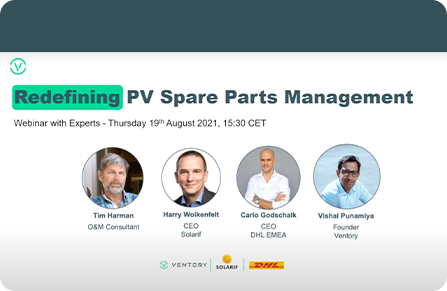 Redefining PV Spare Parts Management
Webinar with Experts - Thursday 19th August 2021, 15:30 CET
Tim Harman
O&M Consultant
Harry Wolkenfelt
CEO
Solarif
Carlo Godschalk
CEO
DHL EMEA
Vishal Punamiya
Founder
Ventory
VENTORY
SOLARIF
DHL